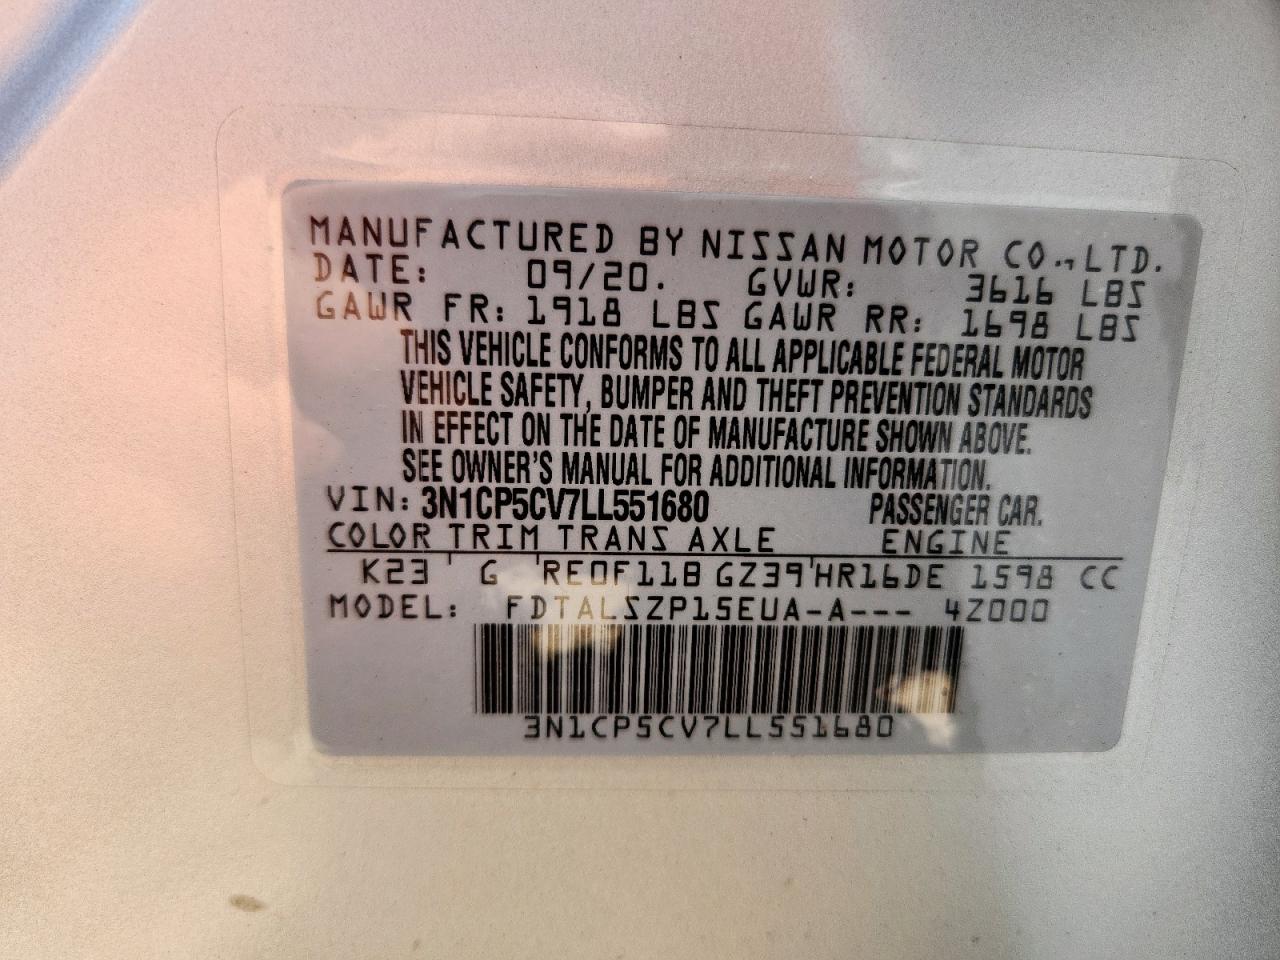 MANUFACTURED BY NISSAN MOTOR CO., LTD.
DATE: 09/20. GVWR: 3616 LBS
GAWR FR: 1918 LBS GAWR RR: 1698 LBS
THIS VEHICLE CONFORMS TO ALL APPLICABLE FEDERAL MOTOR
VEHICLE SAFETY, BUMPER AND THEFT PREVENTION STANDARDS
IN EFFECT ON THE DATE OF MANUFACTURE SHOWN ABOVE.
SEE OWNER'S MANUAL FOR ADDITIONAL INFORMATION.
VIN: 3N1CP5CV7LL551680 PASSENGER CAR.
COLOR TRIM TRANS AXLE ENGINE
K23 G RE0F11B GZ39 HR16DE 1598 CC
MODEL: FDTALSZP15EUA-A--- 4Z000
3N1CP5CV7LL551680